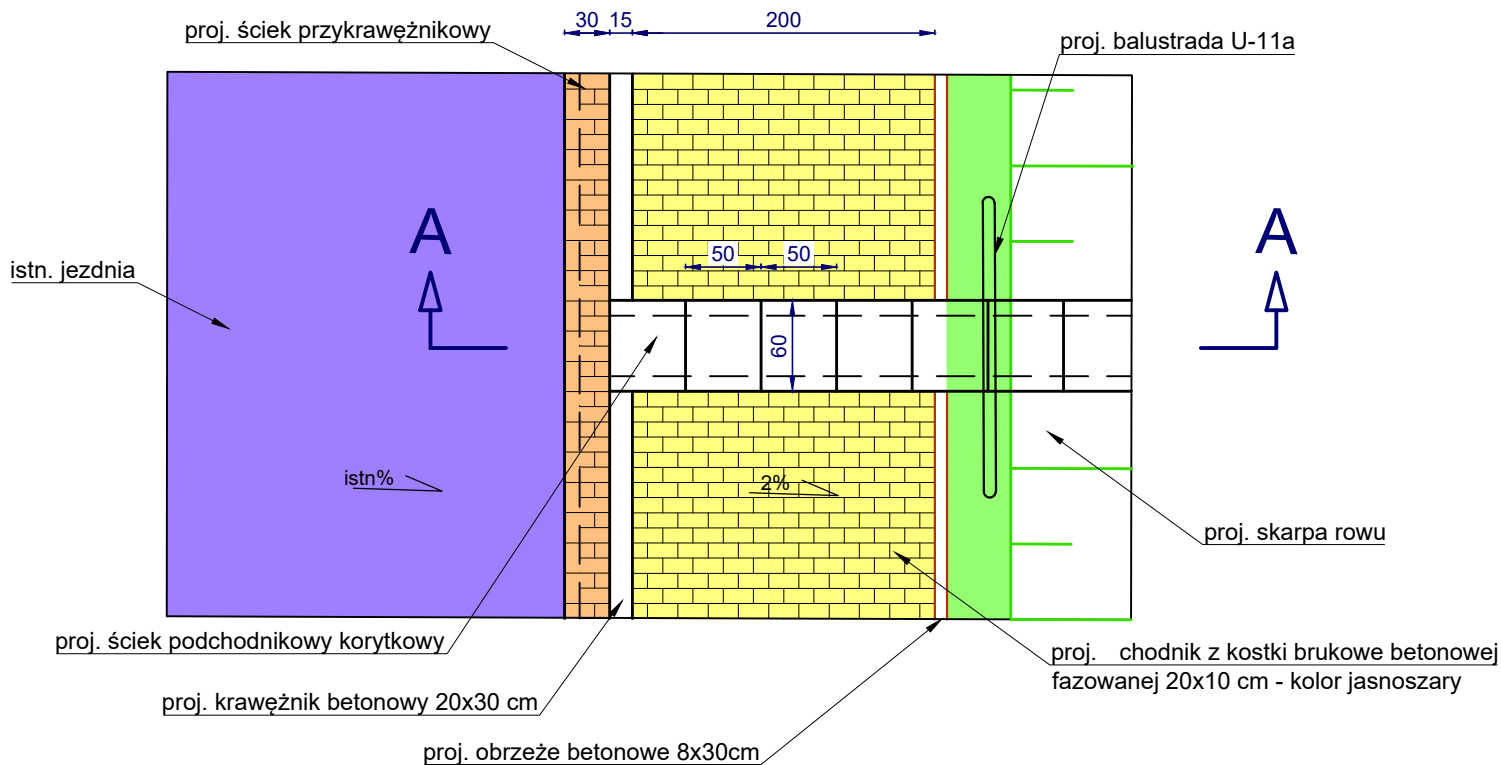 30 15 200
proj. ściek przykrawężnikowy
proj. balustrada U-11a
A
A
50
50
istn. jezdnia
60
istn%
2%
proj. skarpa rowu
proj. ściek podchodnikowy korytkowy
proj. chodnik z kostki brukowe betonowej
fazowanej 20x10 cm - kolor jasnoszary
proj. krawężnik betonowy 20x30 cm
proj. obrzeże betonowe 8x30cm